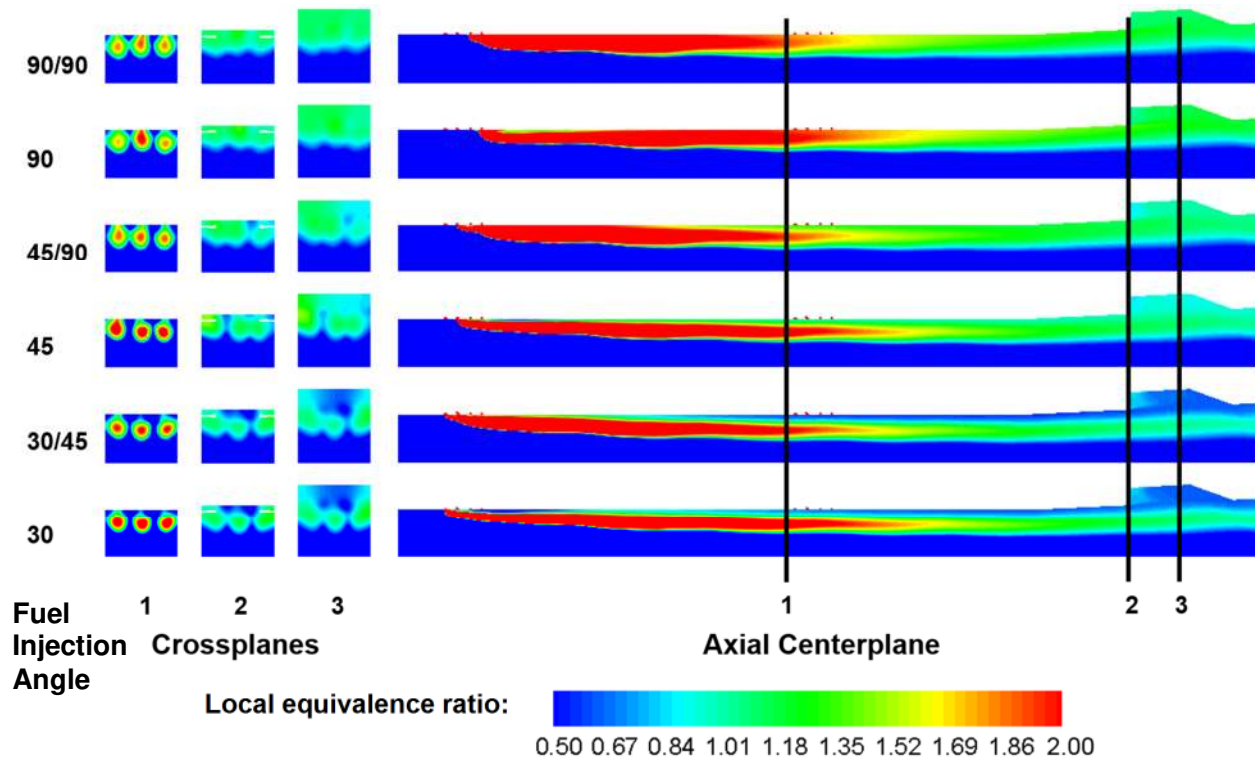 90/90
90
45/90
45
30/45
30
1 2 3 1 2 3
Fuel
Injection
Angle
Crossplanes
Axial Centerplane
Local equivalence ratio:
0.50 0.67 0.84 1.01 1.18 1.35 1.52 1.69 1.86 2.00